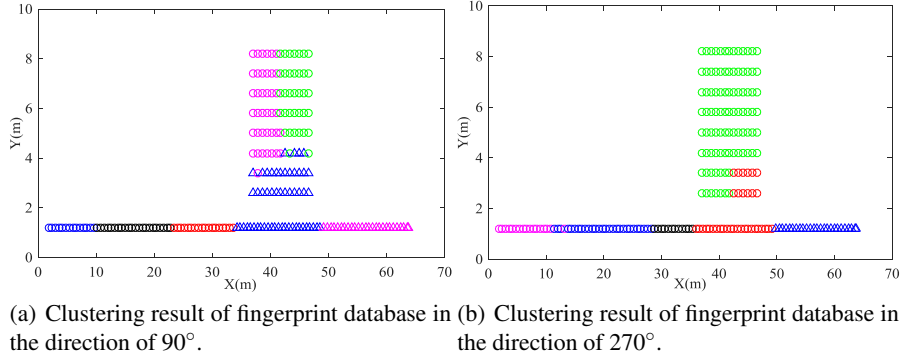 10
8
6
4
2
0
Y(m)
0 10 20 30 40 50 60 70
X(m)
10
8
6
4
2
0
Y(m)
0 10 20 30 40 50 60 70
X(m)
(a) Clustering result of fingerprint database in
the direction of 90°.
(b) Clustering result of fingerprint database in
the direction of 270°.